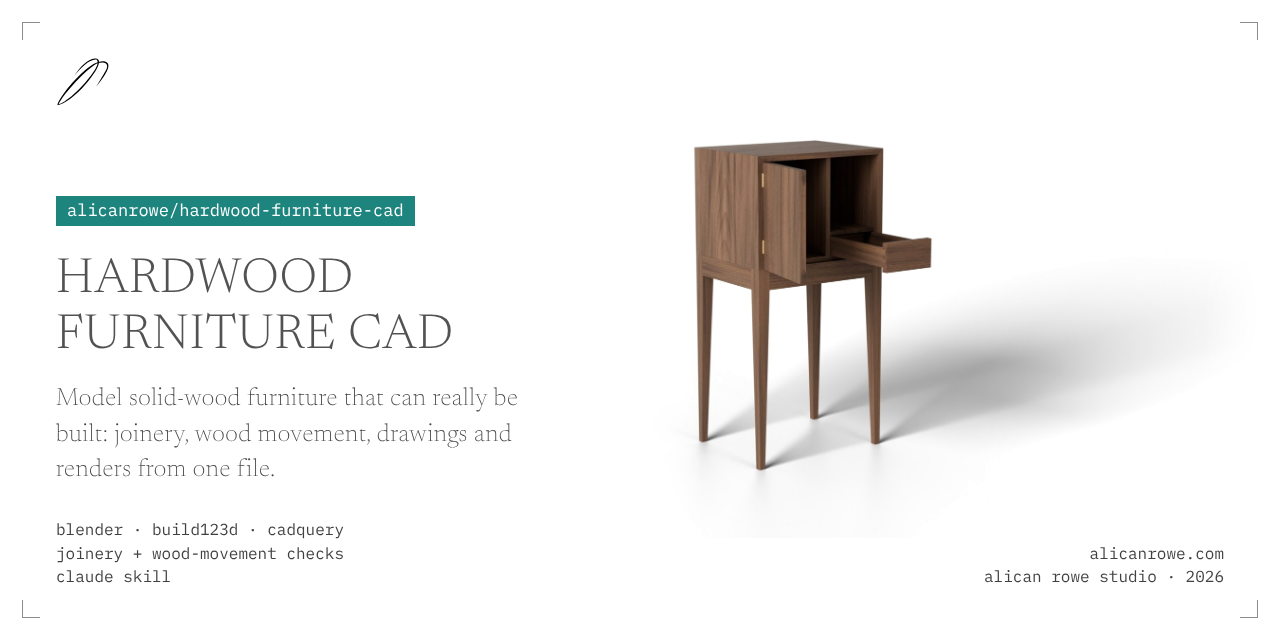 alicanrowe/hardwood-furniture-cad
HARDWOOD
FURNITURE CAD
Model solid-wood furniture that can really be
built: joinery, wood movement, drawings and
renders from one file.
blender · build123d · cadquery
joinery + wood-movement checks
claude skill
alicanrowe.com
alican rowe studio · 2026